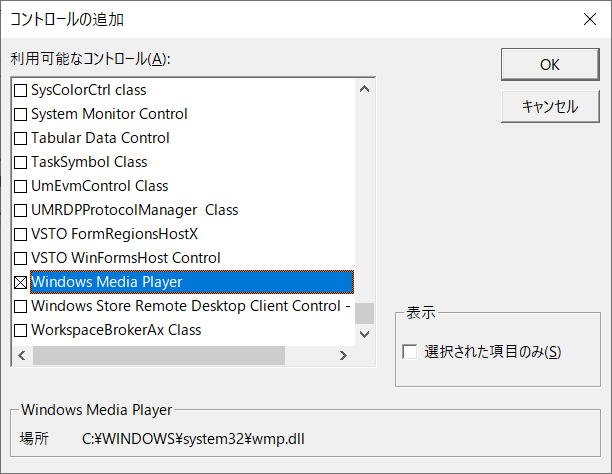 コントロールの追加
利用可能なコントロール(A):
SysColorCtrl class
System Monitor Control
Tabular Data Control
TaskSymbol Class
UmEvmControl Class
UMRDPProtocolManager  Class
VSTO FormRegionsHostX
VSTO WinFormsHost Control
Windows Media Player
Windows Store Remote Desktop Client Control -
WorkspaceBrokerAx Class
OK
キャンセル
表示
選択された項目のみ(S)
Windows Media Player
場所 C:¥WINDOWS¥system32¥wmp.dll